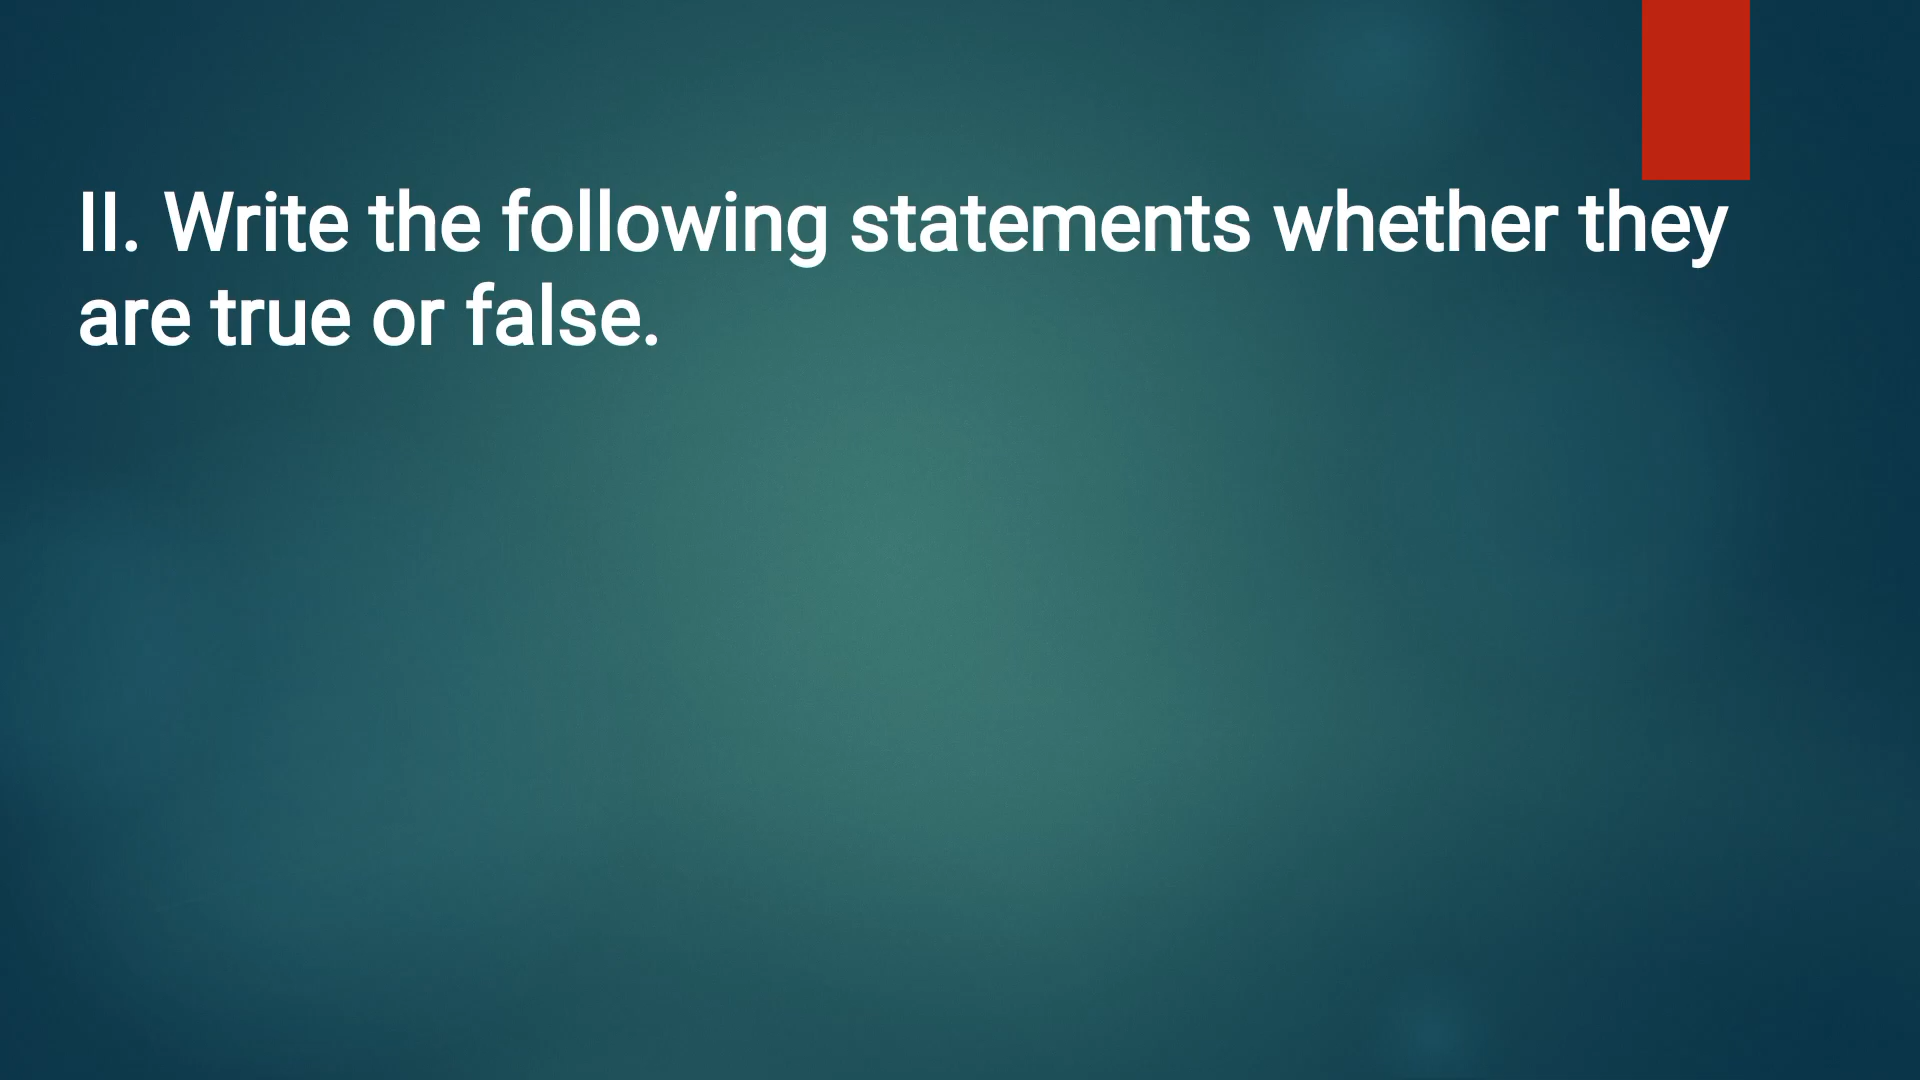 II. Write the following statements whether they
are true or false.